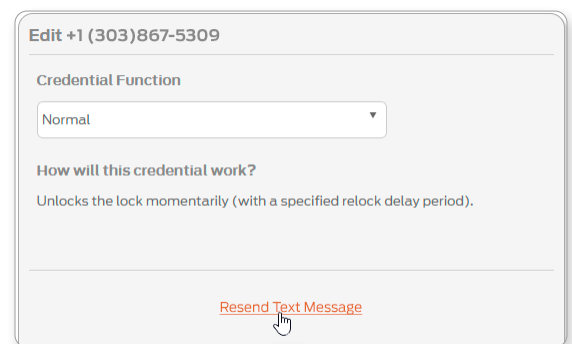 Edit +1 (303)867-5309
Credential Function
Normal
How will this credential work?
Unlocks the lock momentarily (with a specified relock delay period).
Resend Text Message